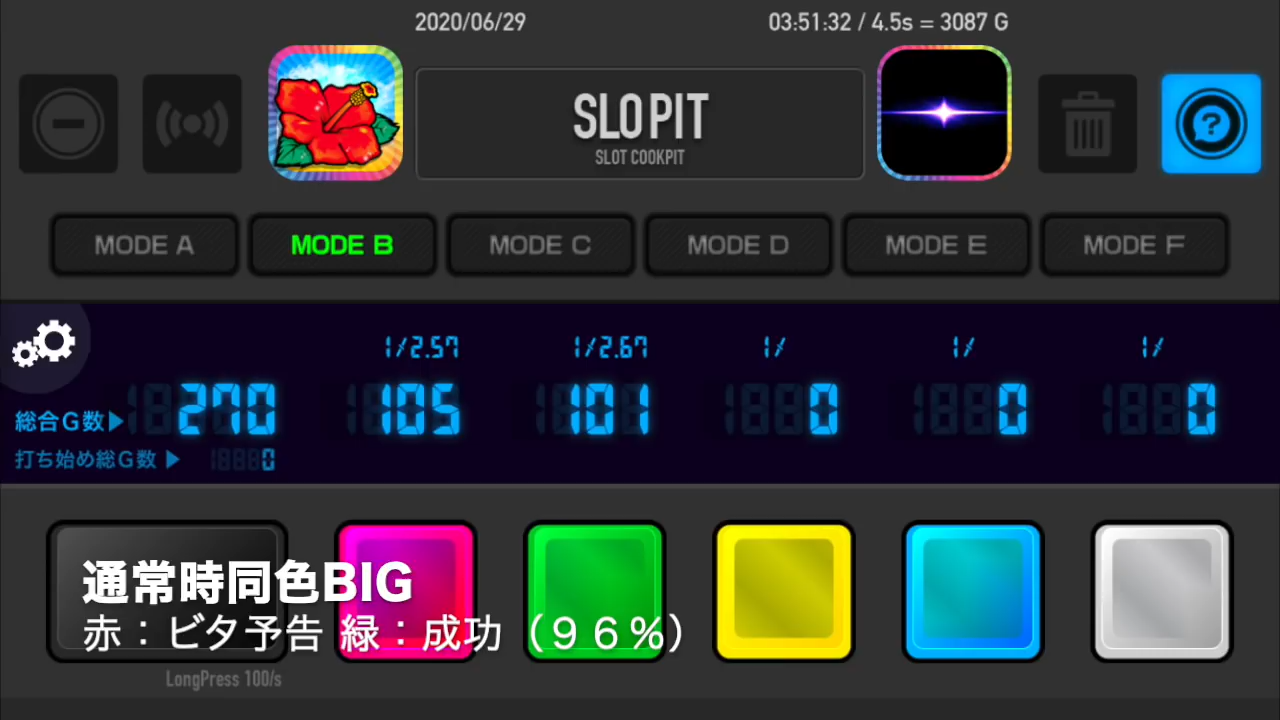 2020/06/29
03:51:32 / 4.5s = 3087 G
SLOPIT
SLOT COOKPIT
MODE A
MODE B
MODE C
MODE D
MODE E
MODE F
1/2.57
1/2.67
1/
1/
1/
総合G数▶
270
105
101
0
0
0
打ち始め総G数 ▶
0
通常時同色BIG
赤：ビタ予告 緑：成功（９６％）
LongPress 100/s